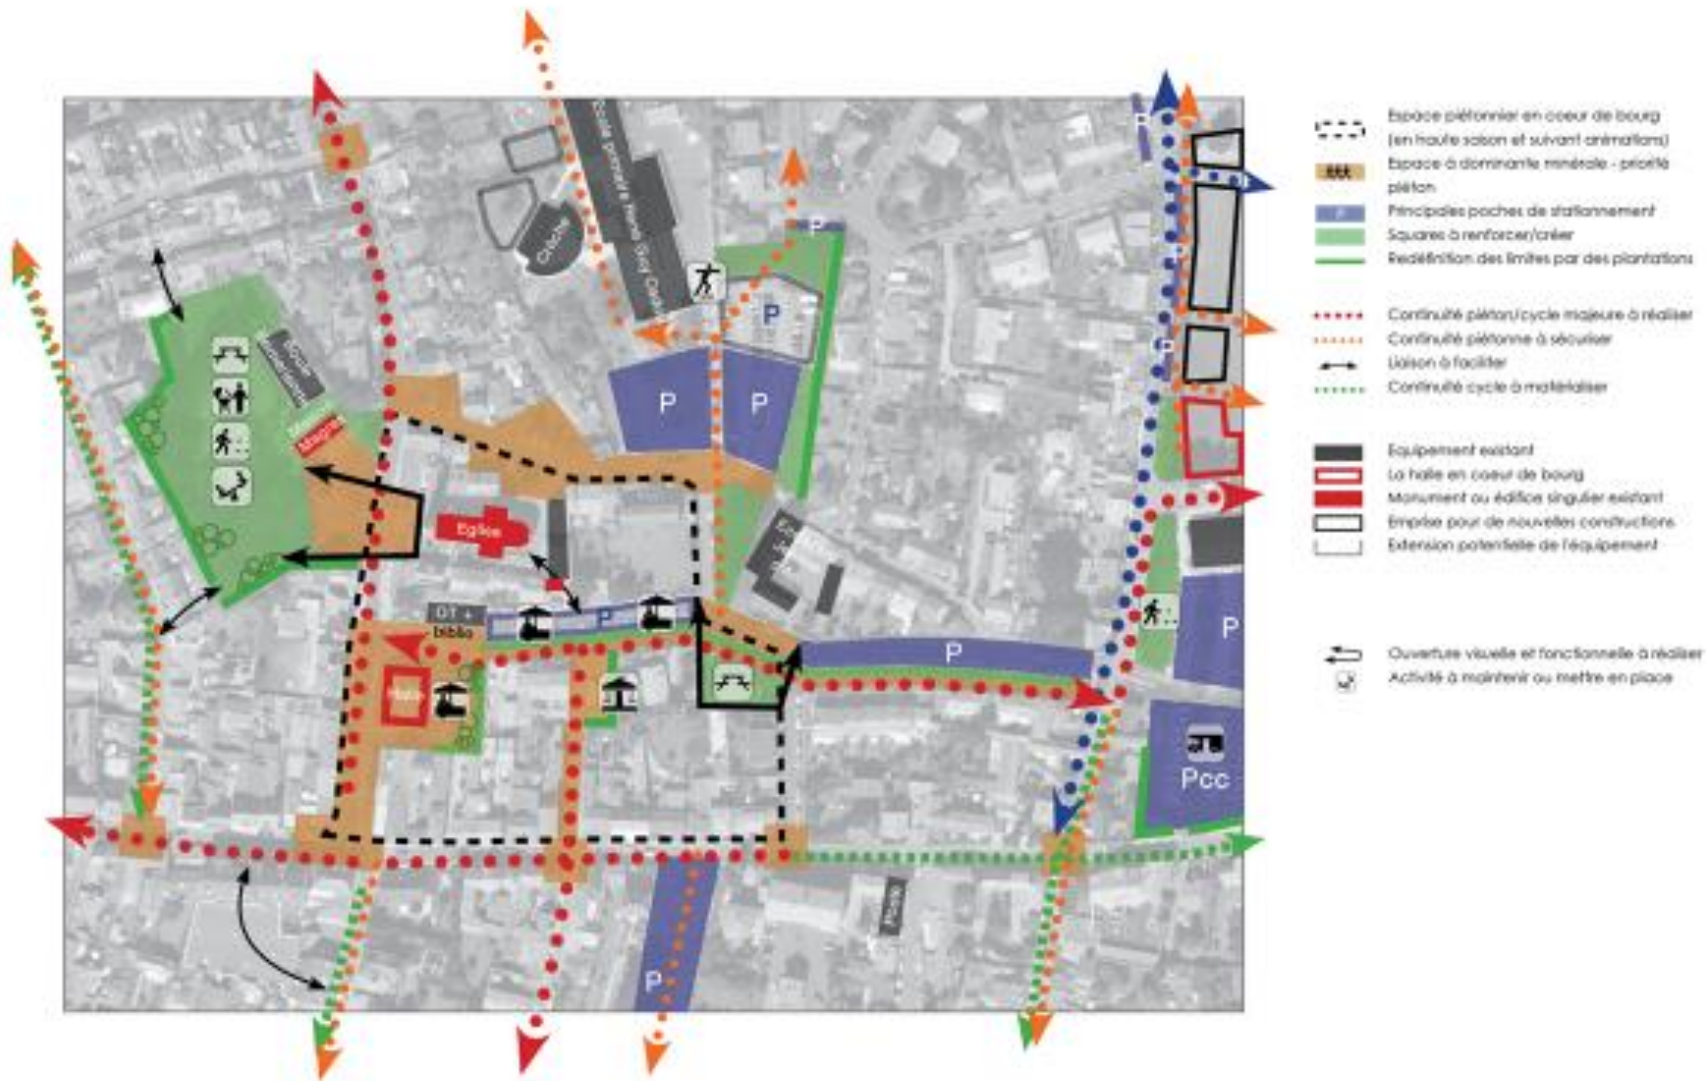 Espace piétonnier en coeur de bourg
(en haute saison et suivant animations)
Espace à dominante minérale - priorité
piéton
Principales poches de stationnement
Squares à renforcer/créer
Redéfinition des limites par des plantations
Continuité piéton/cycle majeure à réaliser
Continuité piétonne à sécuriser
Liaison à faciliter
Continuité cycle à matérialiser
Equipement existant
La halle en coeur de bourg
Monument ou édifice singulier existant
Emprise pour de nouvelles constructions
Extension potentielle de l'équipement
Ouverture visuelle et fonctionnelle à réaliser
Activité à maintenir ou mettre en place
P
P
Crèche
P
P
P
P
P
Eglise
OT +
biblio
P
Halle
P
P
Pcc
Poste
P